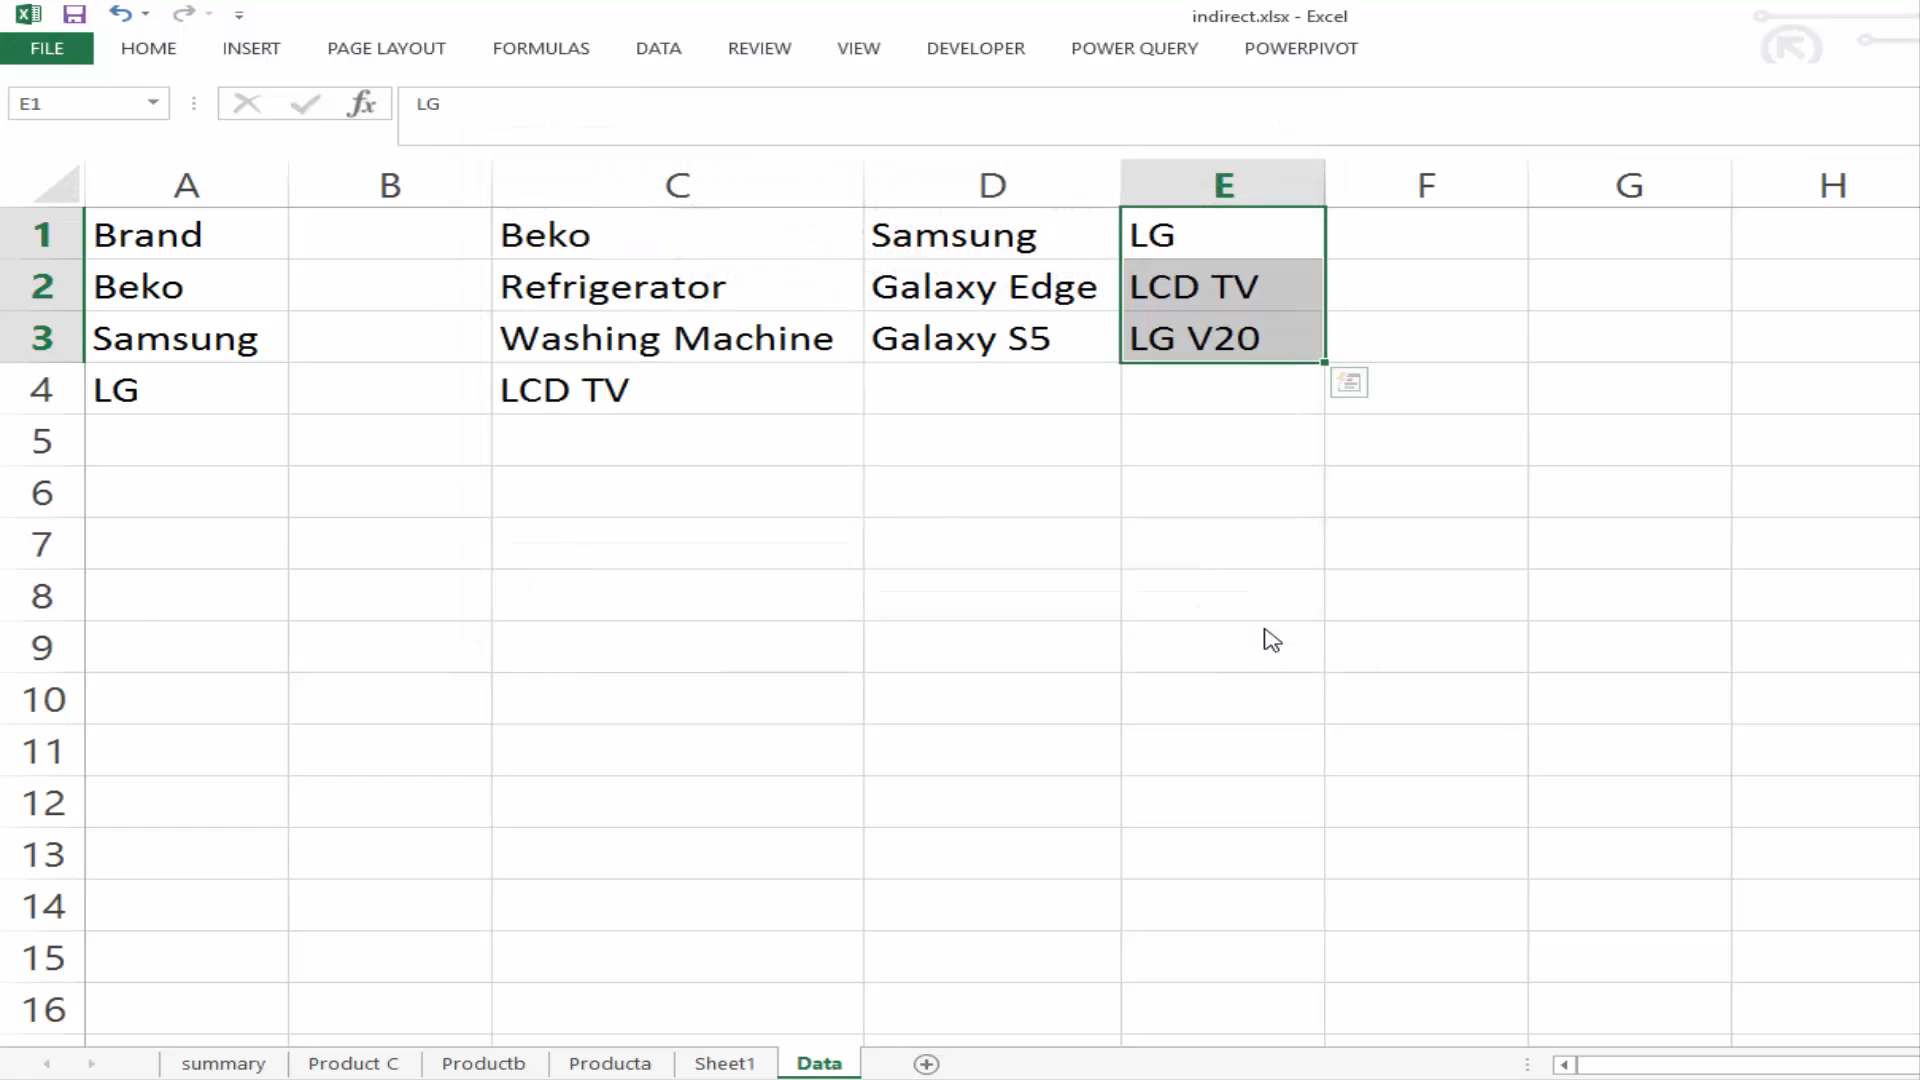 indirect.xlsx - Excel
FILE HOME INSERT PAGE LAYOUT FORMULAS DATA REVIEW VIEW DEVELOPER POWER QUERY POWERPIVOT
E1 fx LG
A B C D E F G H
1 Brand Beko Samsung LG
2 Beko Refrigerator Galaxy Edge LCD TV
3 Samsung Washing Machine Galaxy S5 LG V20
4 LG LCD TV
5
6
7
8
9
10
11
12
13
14
15
16
summary Product C Productb Producta Sheet1 Data